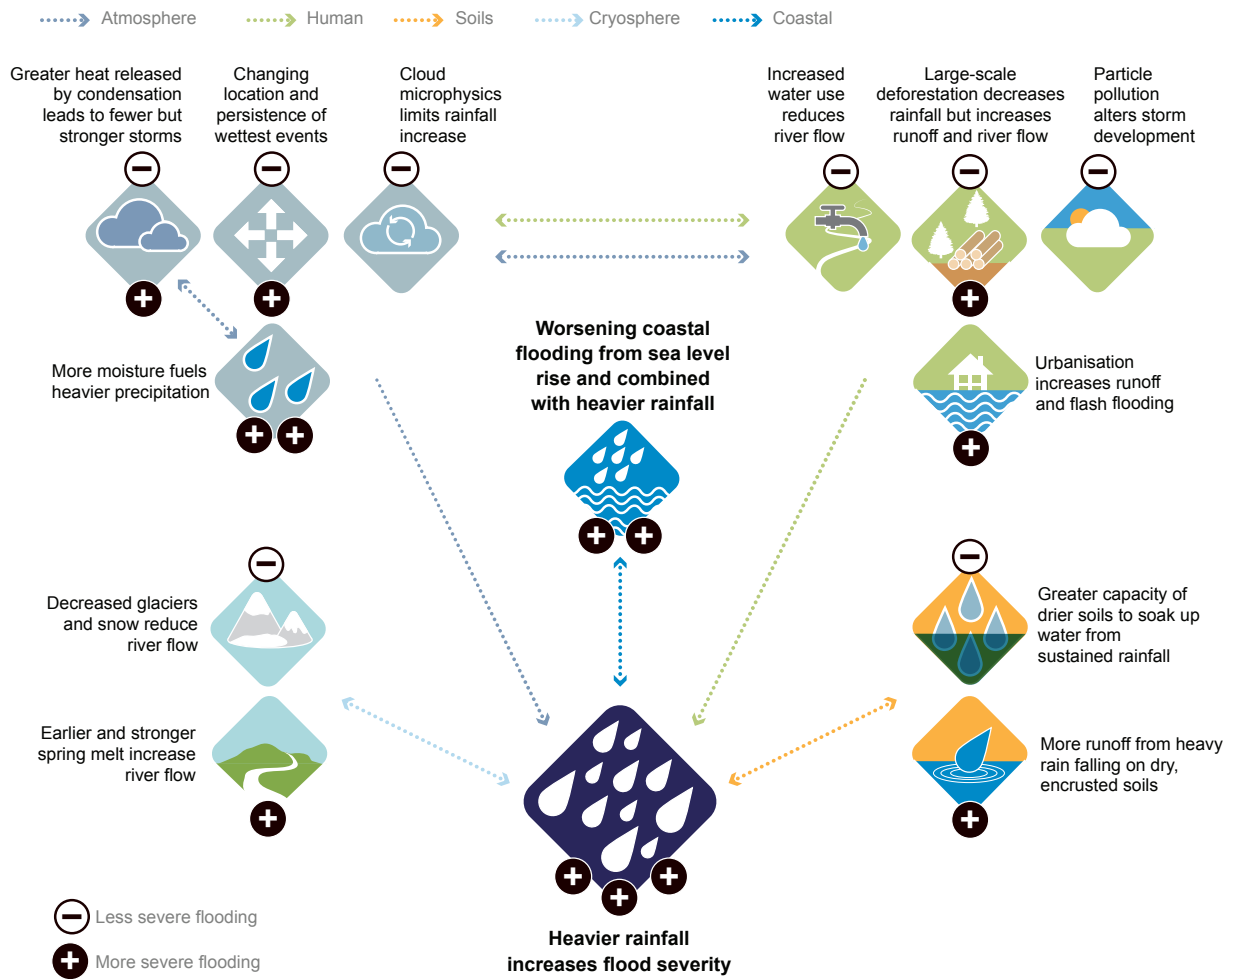 Atmosphere
Human
Soils
Cryosphere
Coastal
Greater heat released
by condensation
leads to fewer but
stronger storms
Changing
location and
persistence of
wettest events
Cloud
microphysics
limits rainfall
increase
Increased
water use
reduces
river flow
Large-scale
deforestation decreases
rainfall but increases
runoff and river flow
Particle
pollution
alters storm
development
More moisture fuels
heavier precipitation
Worsening coastal
flooding from sea level
rise and combined
with heavier rainfall
Urbanisation
increases runoff
and flash flooding
Decreased glaciers
and snow reduce
river flow
Greater capacity of
drier soils to soak up
water from
sustained rainfall
Earlier and stronger
spring melt increase
river flow
More runoff from heavy
rain falling on dry,
encrusted soils
Less severe flooding
More severe flooding
Heavier rainfall
increases flood severity